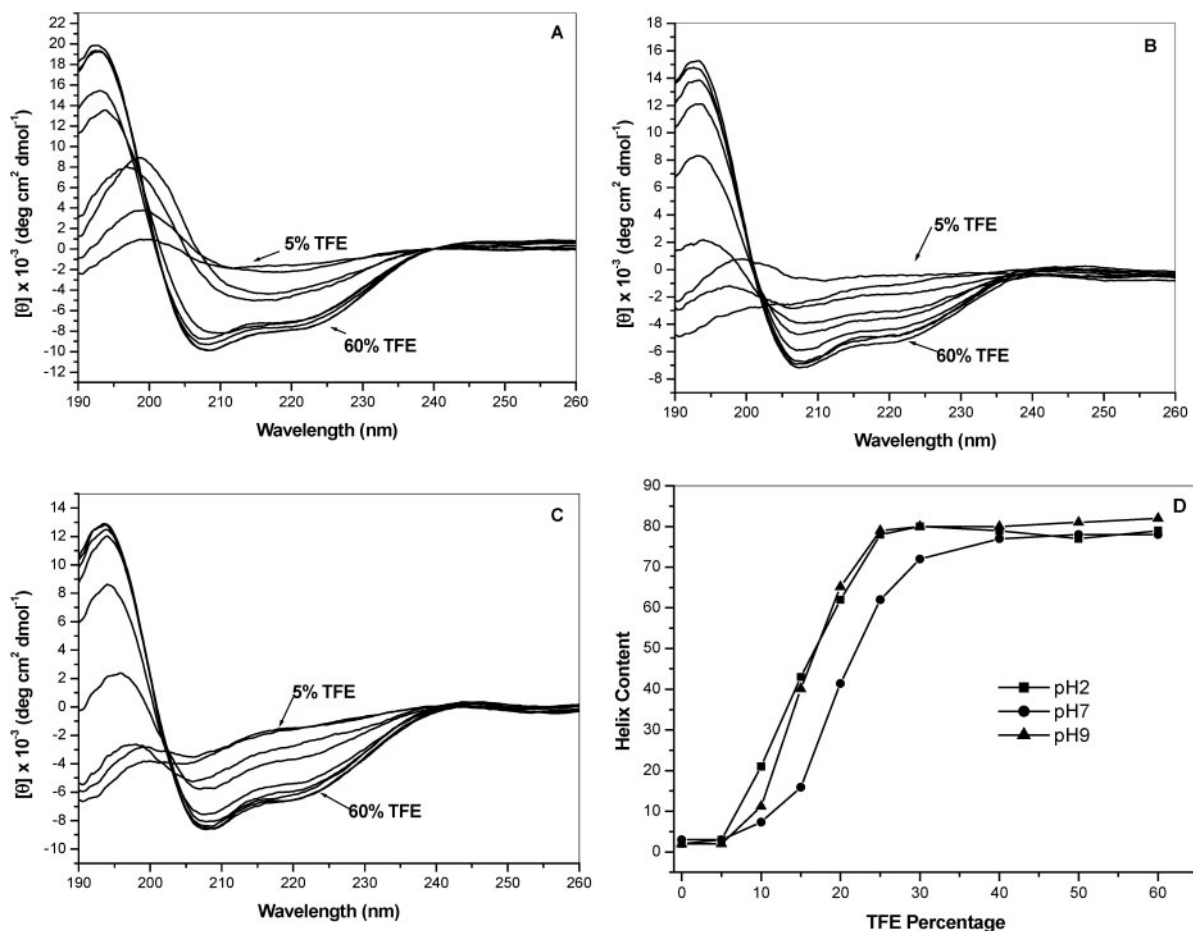 A
22
20
18
16
14
12
10
8
6
4
2
0
-2
-4
-6
-8
-10
-12
[θ] x 10⁻³ (deg cm² dmol⁻¹)
5% TFE
60% TFE
190 200 210 220 230 240 250 260
Wavelength (nm)
B
18
16
14
12
10
8
6
4
2
0
-2
-4
-6
-8
[θ] x 10⁻³ (deg cm² dmol⁻¹)
5% TFE
60% TFE
190 200 210 220 230 240 250 260
Wavelength (nm)
C
14
12
10
8
6
4
2
0
-2
-4
-6
-8
-10
[θ] x 10⁻³ (deg cm² dmol⁻¹)
5% TFE
60% TFE
190 200 210 220 230 240 250 260
Wavelength (nm)
D
90
80
70
60
50
40
30
20
10
0
Helix Content
pH2
pH7
pH9
0 10 20 30 40 50 60
TFE Percentage